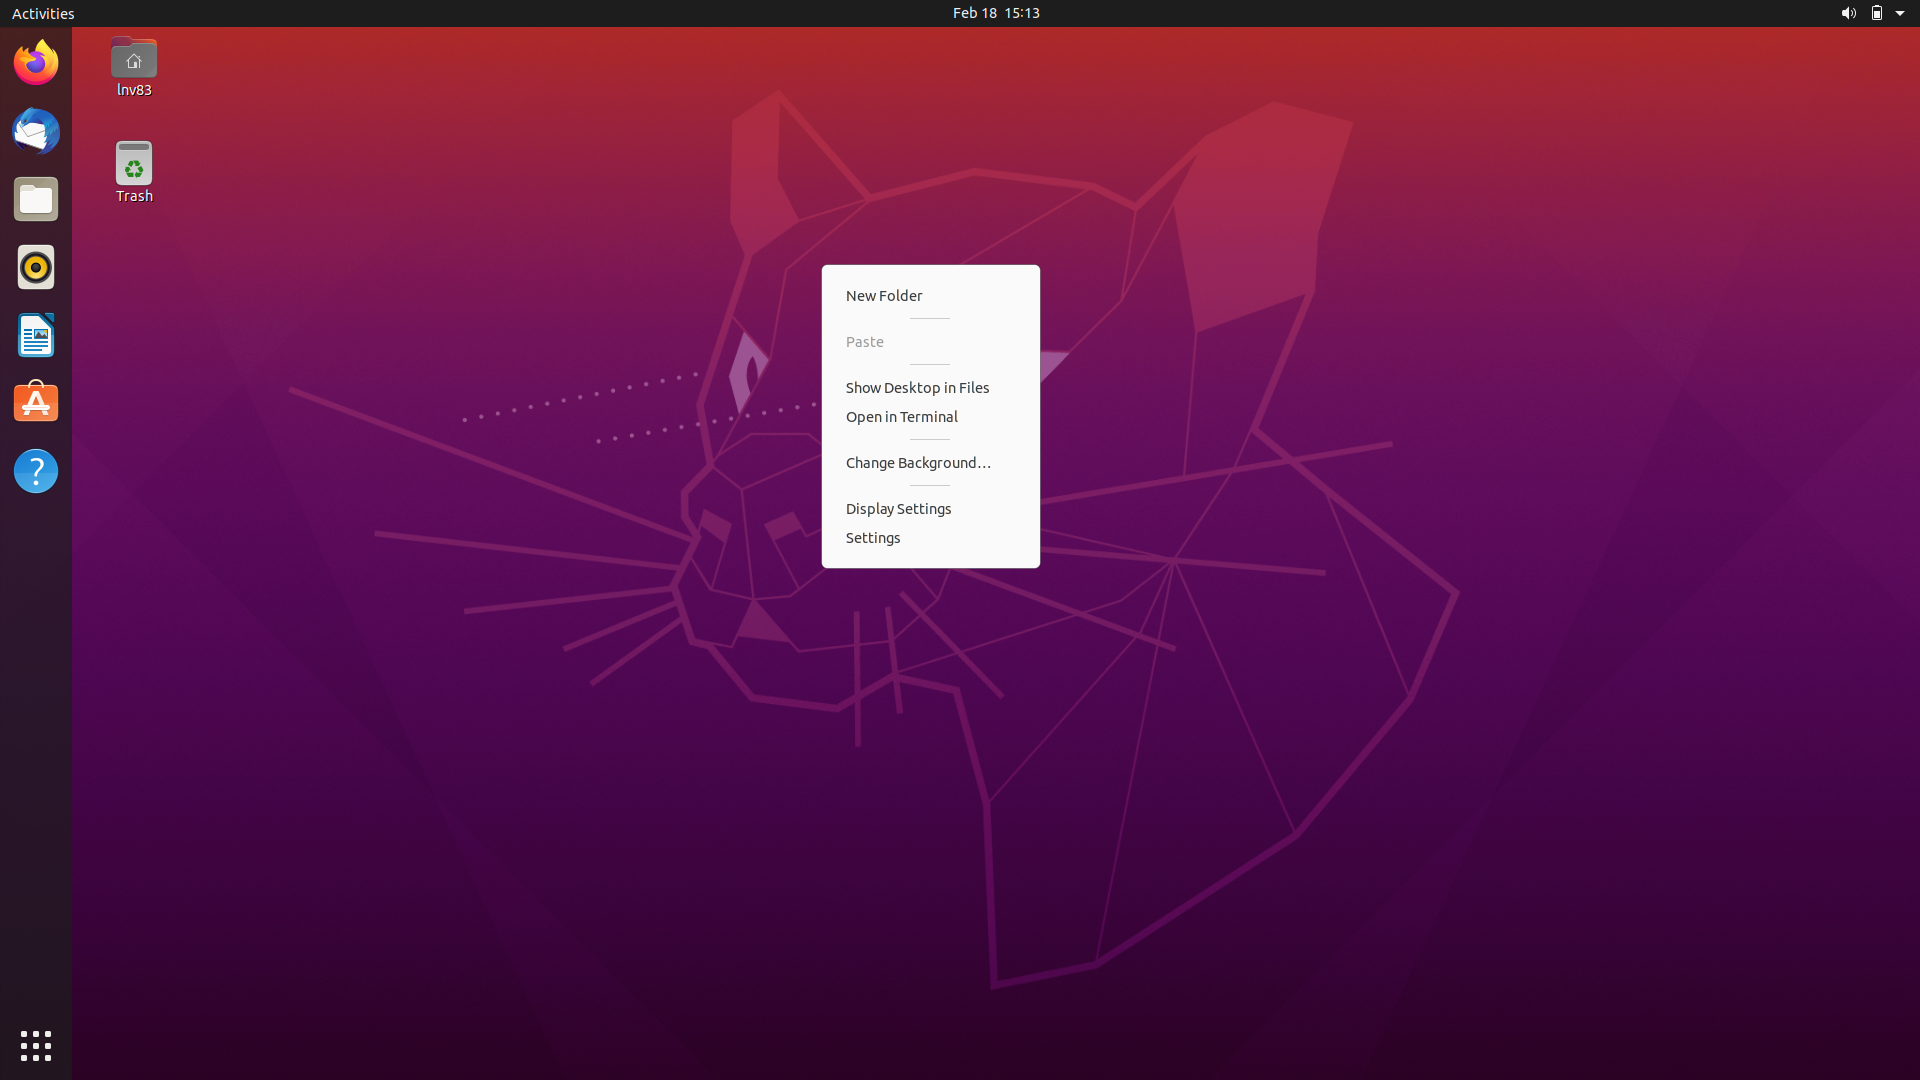 Activities
Feb 18 15:13
lnv83
Trash
New Folder
Paste
Show Desktop in Files
Open in Terminal
Change Background…
Display Settings
Settings